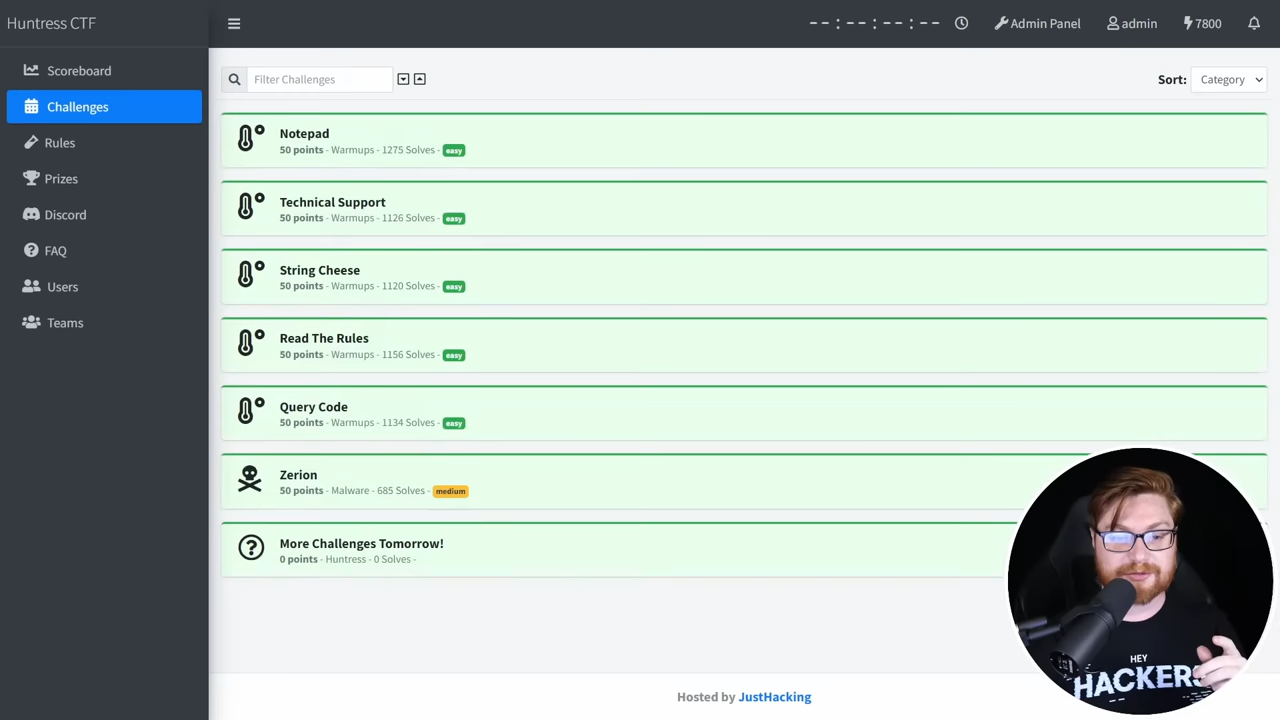 Huntress CTF
--:--:--:--
Admin Panel
admin
7800
Scoreboard
Challenges
Rules
Prizes
Discord
FAQ
Users
Teams
Filter Challenges
Sort:
Category
Notepad
50 points - Warmups - 1275 Solves - easy
Technical Support
50 points - Warmups - 1126 Solves - easy
String Cheese
50 points - Warmups - 1120 Solves - easy
Read The Rules
50 points - Warmups - 1156 Solves - easy
Query Code
50 points - Warmups - 1134 Solves - easy
Zerion
50 points - Malware - 685 Solves - medium
More Challenges Tomorrow!
0 points - Huntress - 0 Solves -
HEY
HACKERS
Hosted by JustHacking